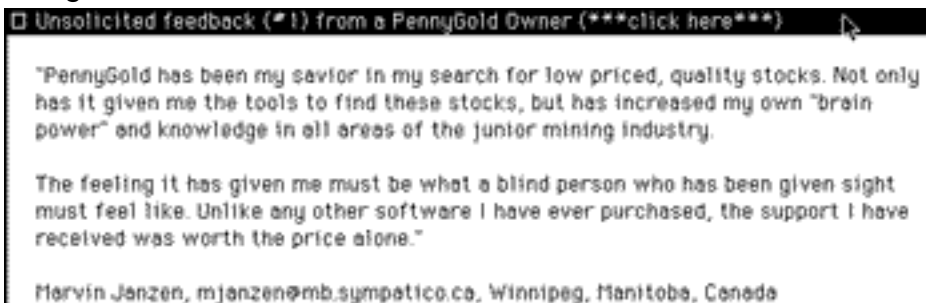 Unsolicited feedback (#1) from a PennyGold Owner (***click here***)
"PennyGold has been my savior in my search for low priced, quality stocks. Not only
has it given me the tools to find these stocks, but has increased my own "brain
power" and knowledge in all areas of the junior mining industry.
The feeling it has given me must be what a blind person who has been given sight
must feel like. Unlike any other software I have ever purchased, the support I have
received was worth the price alone."
Marvin Janzen, mjanzen@mb.sympatico.ca, Winnipeg, Manitoba, Canada